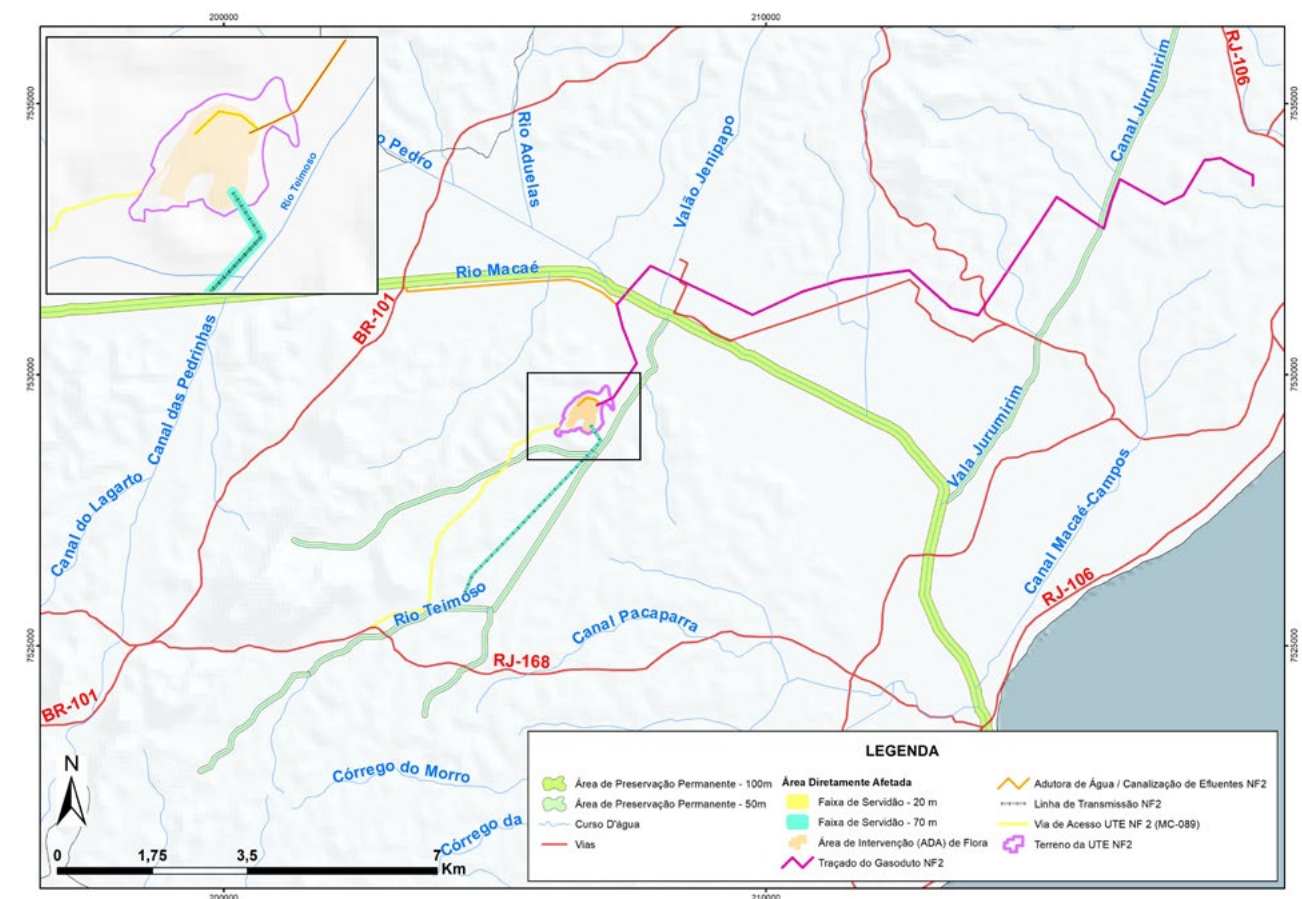 200000
210000
7535000
7535000
RJ-106
Canal Jurumirim
Rio Aduelas
o Pedro
Valão Jenipapo
Rio Teimoso
Rio Macaé
BR-101
Canal das Pedrinhas
7530000
7530000
Vala Jurumirim
Canal do Lagarto
Canal Macaé-Campos
RJ-106
Rio Teimoso
Canal Pacaparra
7525000
7525000
RJ-168
BR-101
Córrego do Morro
Córrego da
N
0 1,75 3,5 7
Km
LEGENDA
Área de Preservação Permanente - 100m
Área de Preservação Permanente - 50m
Curso D'água
Vias
Área Diretamente Afetada
Faixa de Servidão - 20 m
Faixa de Servidão - 70 m
Área de Intervenção (ADA) de Flora
Traçado do Gasoduto NF2
Adutora de Água / Canalização de Efluentes NF2
Linha de Transmissão NF2
Via de Acesso UTE NF 2 (MC-089)
Terreno da UTE NF2
200000
210000